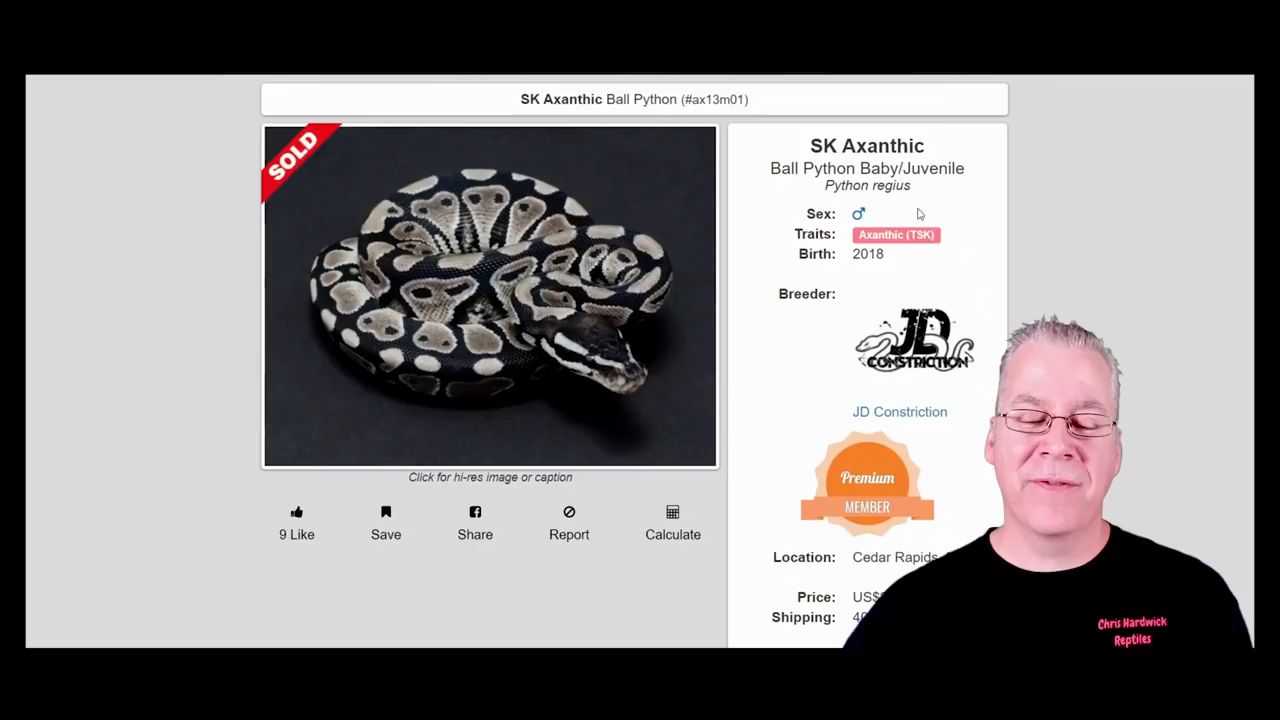 SK Axanthic Ball Python (#ax13m01)
SOLD
SK Axanthic
Ball Python Baby/Juvenile
Python regius
Sex: ♂
Traits: Axanthic (TSK)
Birth: 2018
Breeder:
JD
CONSTRICTION
JD Constriction
Premium
MEMBER
Click for hi-res image or caption
9 Like
Save
Share
Report
Calculate
Location: Cedar Rapids,
Price: US$
Shipping:
Chris Hardwick
Reptiles